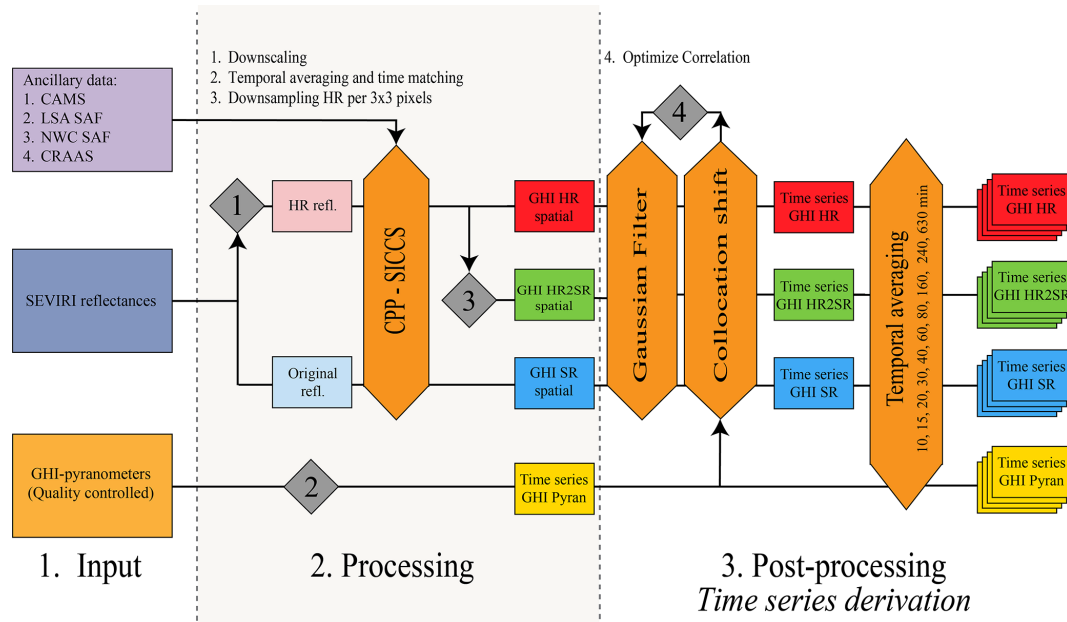 1. Downscaling
2. Temporal averaging and time matching
3. Downsampling HR per 3x3 pixels
4. Optimize Correlation
Ancillary data:
1. CAMS
2. LSA SAF
3. NWC SAF
4. CRAAS
SEVIRI reflectances
GHI-pyranometers
(Quality controlled)
1
HR refl.
Original
refl.
CPP - SICCS
3
2
GHI HR
spatial
GHI HR2SR
spatial
GHI SR
spatial
Time series
GHI Pyran
4
Gaussian Filter
Collocation shift
Time series
GHI HR
Time series
GHI HR2SR
Time series
GHI SR
Temporal averaging
10, 15, 20, 30, 40, 60, 80, 160, 240, 630 min
Time series
GHI HR
Time series
GHI HR2SR
Time series
GHI SR
Time series
GHI Pyran
1. Input
2. Processing
3. Post-processing
Time series derivation